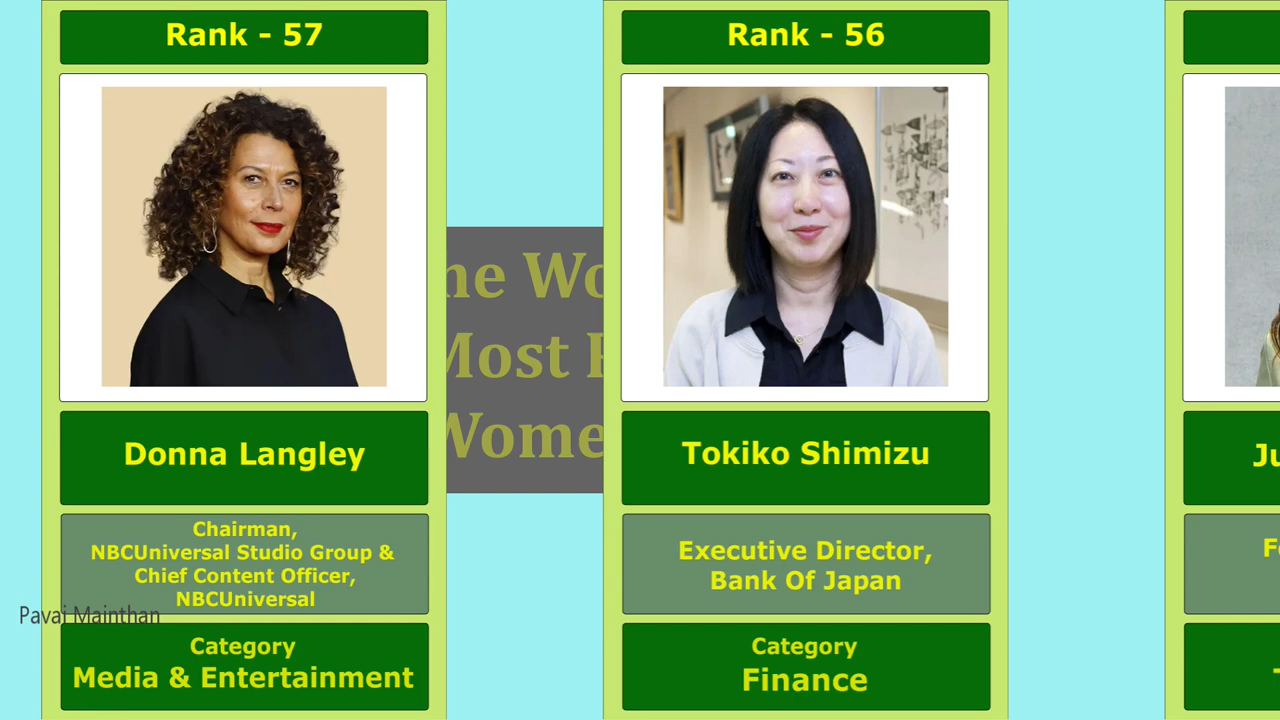 Rank - 57
Donna Langley
Chairman,
NBCUniversal Studio Group &
Chief Content Officer,
NBCUniversal
Category
Media & Entertainment
Rank - 56
Tokiko Shimizu
Executive Director,
Bank Of Japan
Category
Finance
Most
Pavai Mainthan